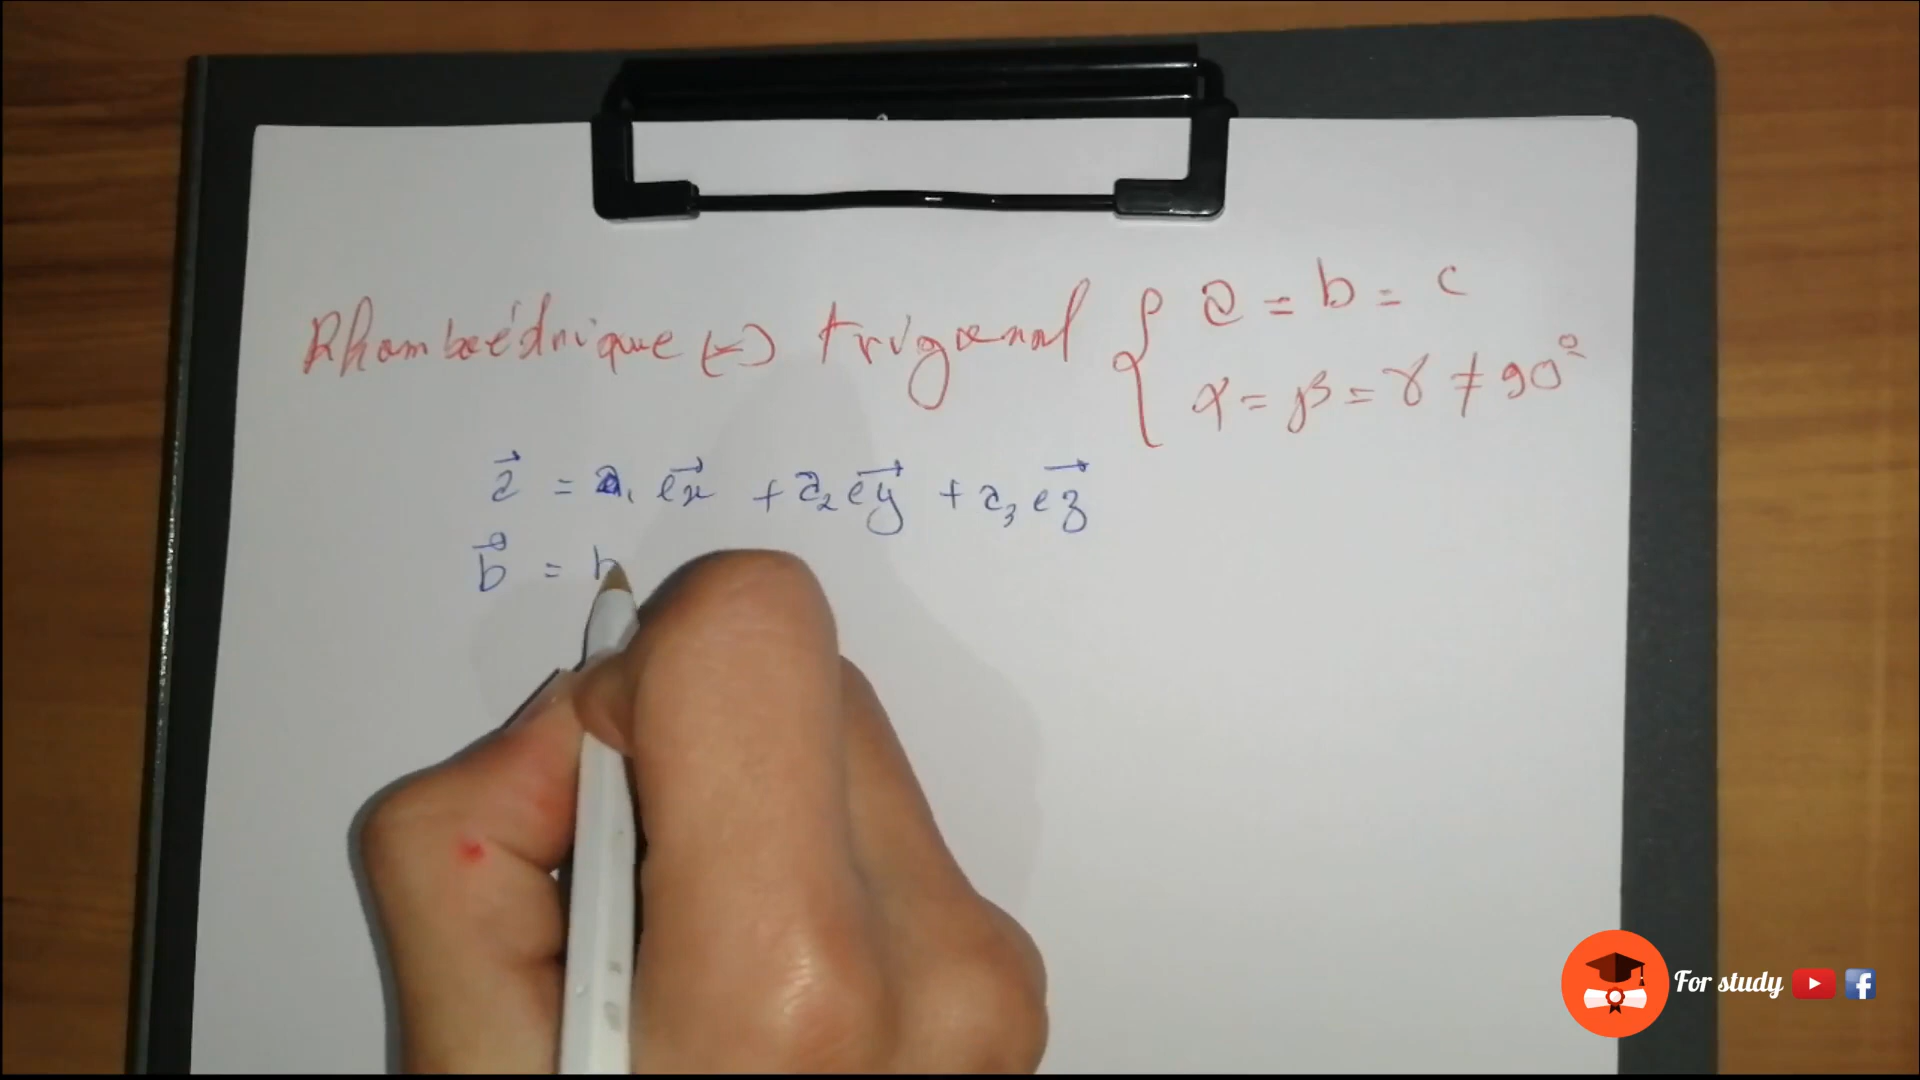 Rhomboédrique (↔) trigonal { a = b = c
α = β = γ ≠ 90°
a⃗ = a₁ e⃗x + a₂ e⃗y + a₃ e⃗z
b⃗ = b
For study